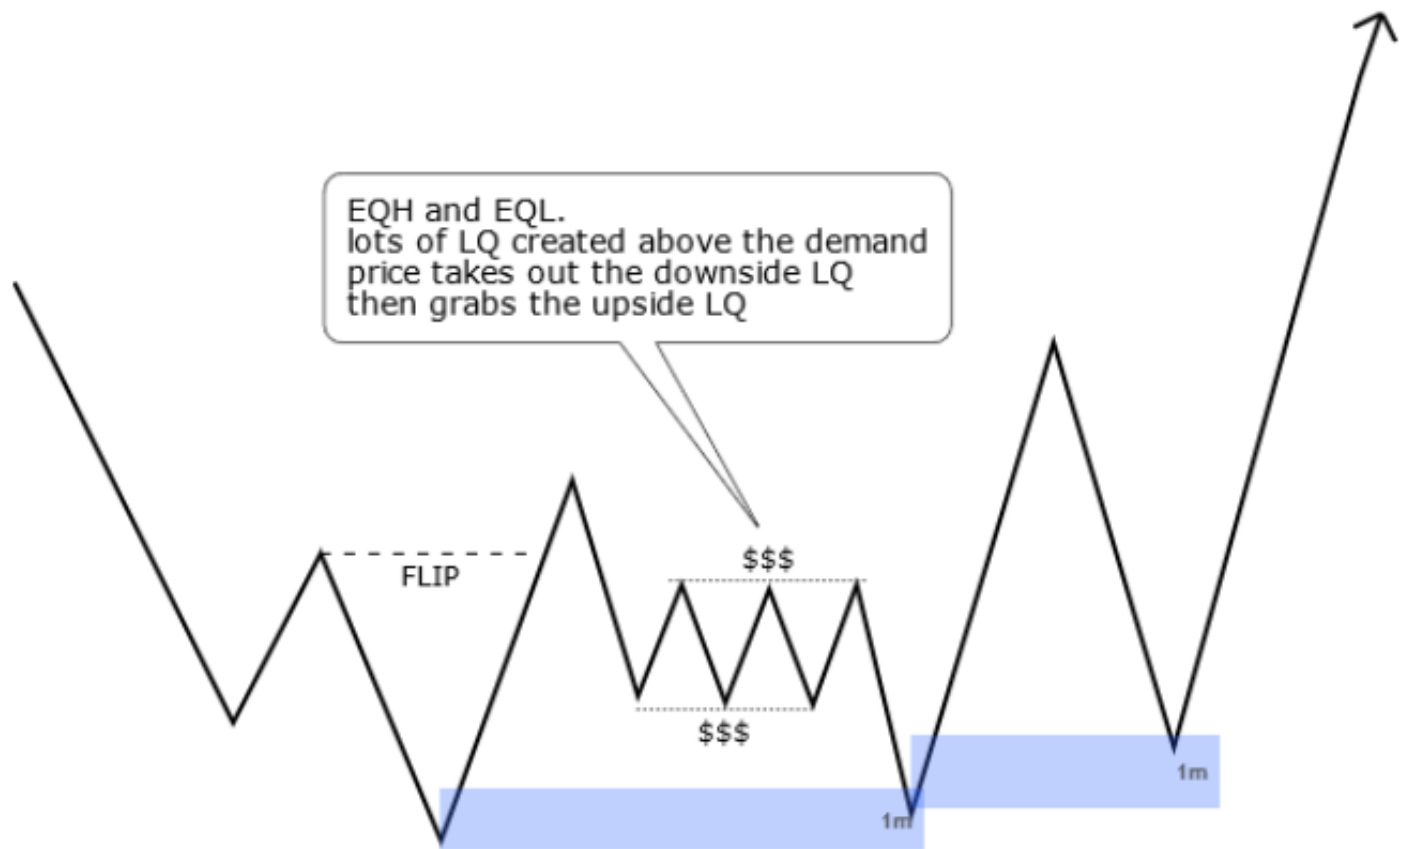 EQH and EQL.
lots of LQ created above the demand
price takes out the downside LQ
then grabs the upside LQ
$$$
FLIP
$$$
1m
1m